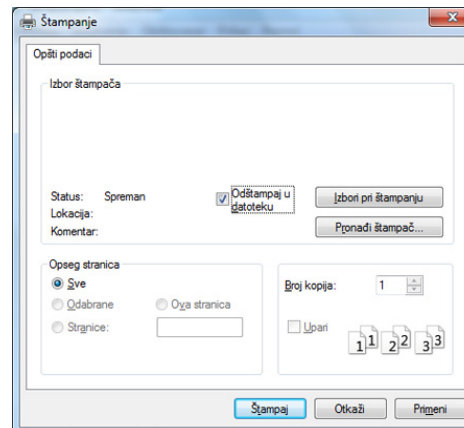 Štampanje
Opšti podaci
Izbor štampača
Status: Spreman
Lokacija:
Komentar:
Odštampaj u
datoteku
Izbori pri štampanju
Pronađi štampač...
Opseg stranica
Sve
Odabrane
Ova stranica
Stranice:
Broj kopija: 1
Upari
1 1 2 2 3 3
Štampaj
Otkaži
Primeni